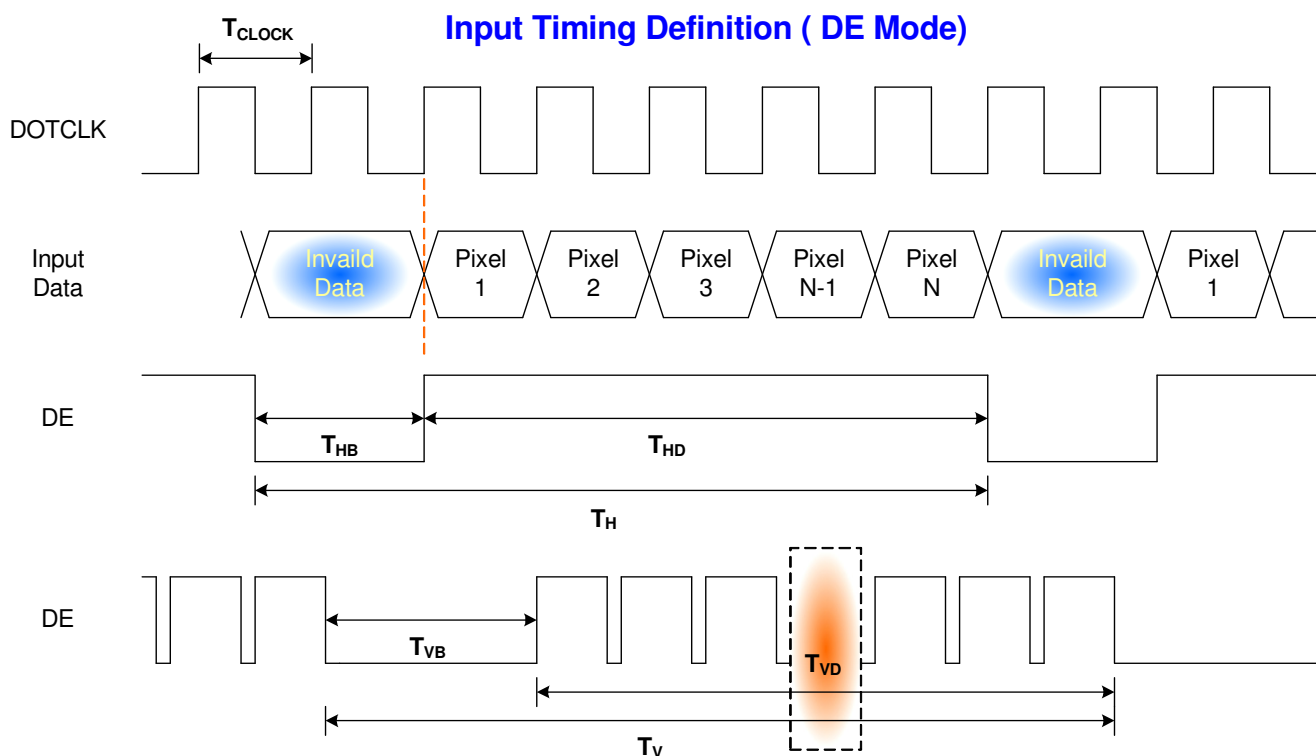 Input Timing Definition ( DE Mode)
TCLOCK
DOTCLK
Input
Data
Invaild
Data
Pixel
1
Pixel
2
Pixel
3
Pixel
N-1
Pixel
N
Invaild
Data
Pixel
1
DE
THB
THD
TH
DE
TVB
TVD
TV